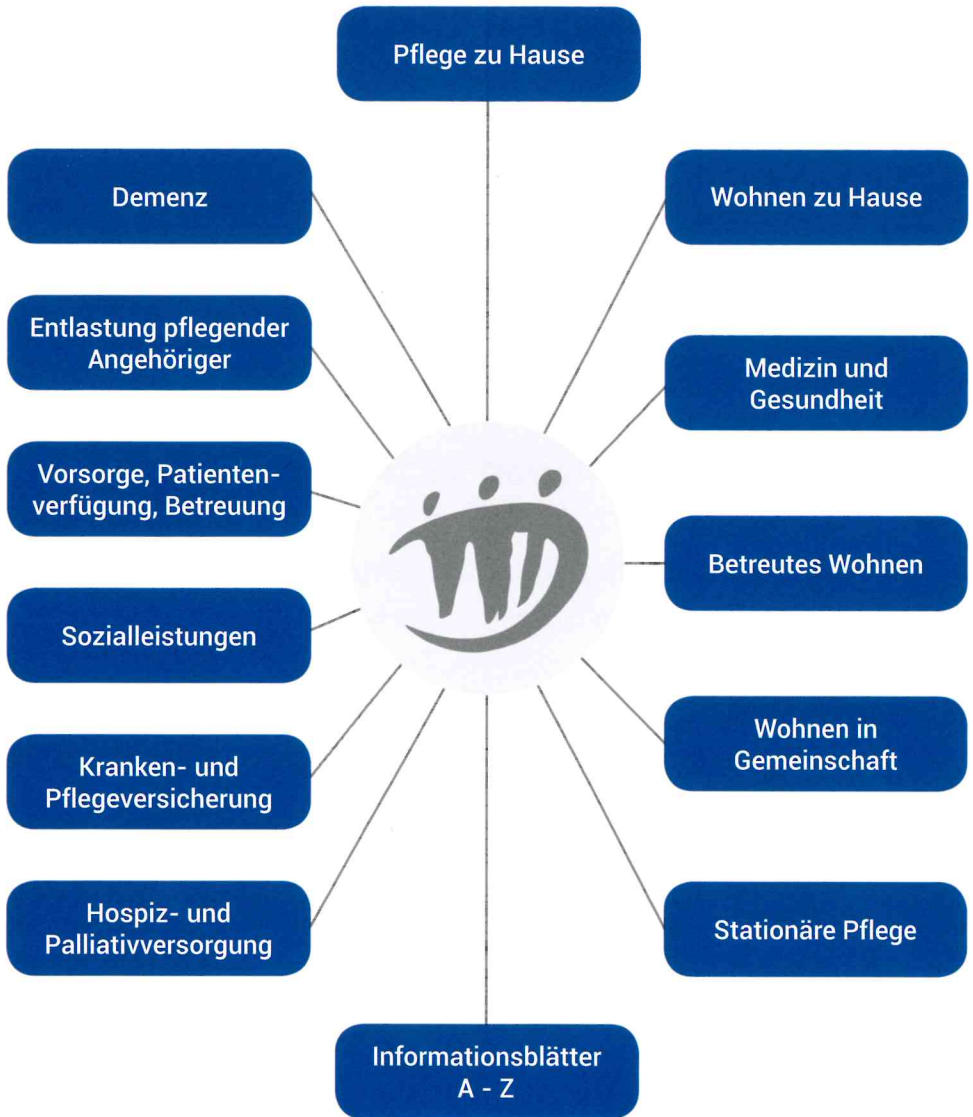 Pflege zu Hause
Demenz
Wohnen zu Hause
Entlastung pflegender
Angehöriger
Medizin und
Gesundheit
Vorsorge, Patienten-
verfügung, Betreuung
Betreutes Wohnen
Sozialleistungen
Wohnen in
Gemeinschaft
Kranken- und
Pflegeversicherung
Hospiz- und
Palliativversorgung
Stationäre Pflege
Informationsblätter
A - Z